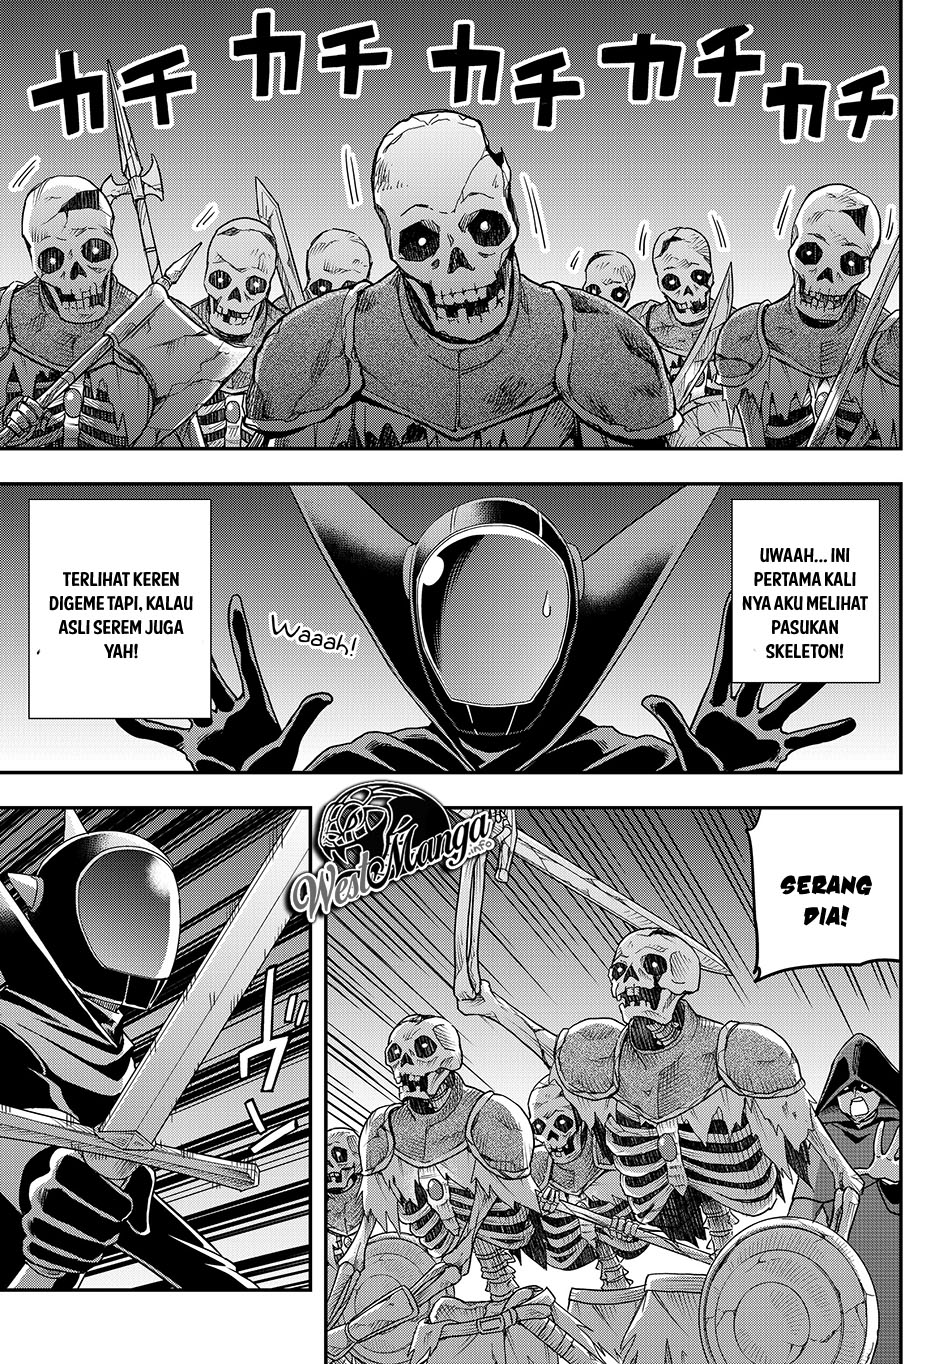 カチ カチ カチ カチ カチ
UWAAH... INI
PERTAMA KALI
NYA AKU MELIHAT
PASUKAN
SKELETON!
Waaah!
TERLIHAT KEREN
DIGEME TAPI, KALAU
ASLI SEREM JUGA
YAH!
SERANG
DIA!
WestManga
.info